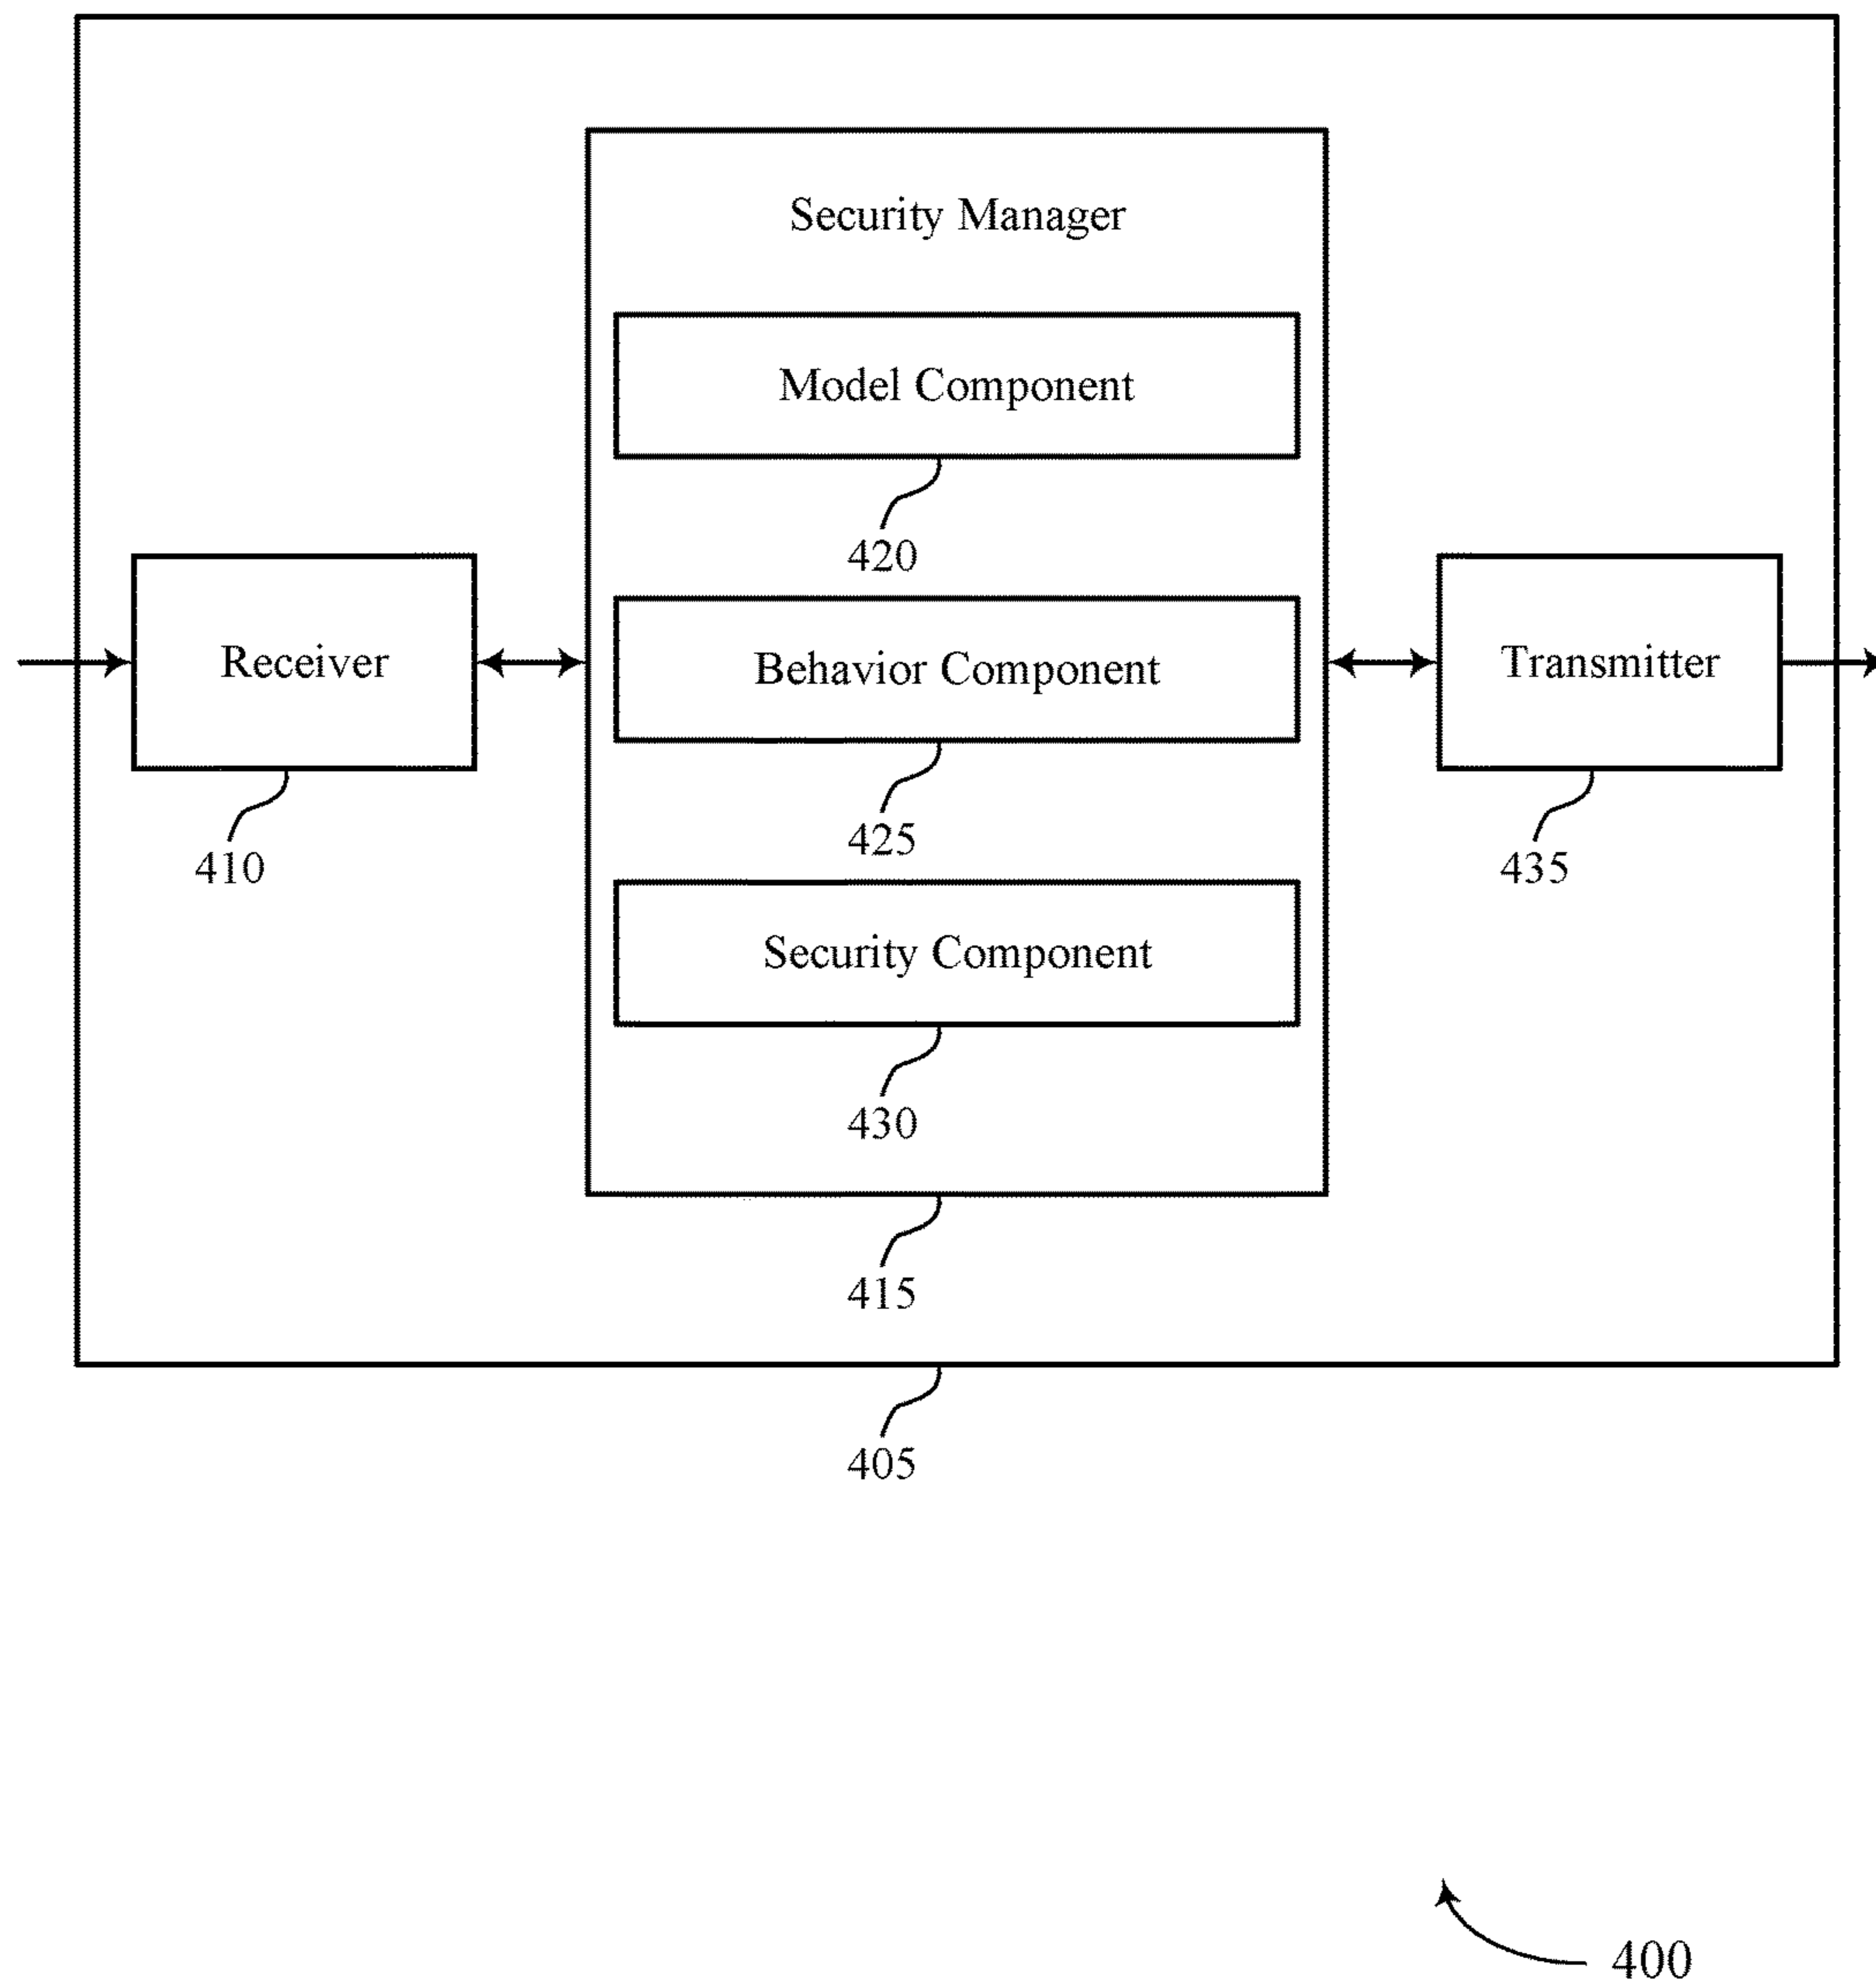 Security Manager
Model Component
420
Receiver
Behavior Component
Transmitter
410
425
435
Security Component
430
415
405
400